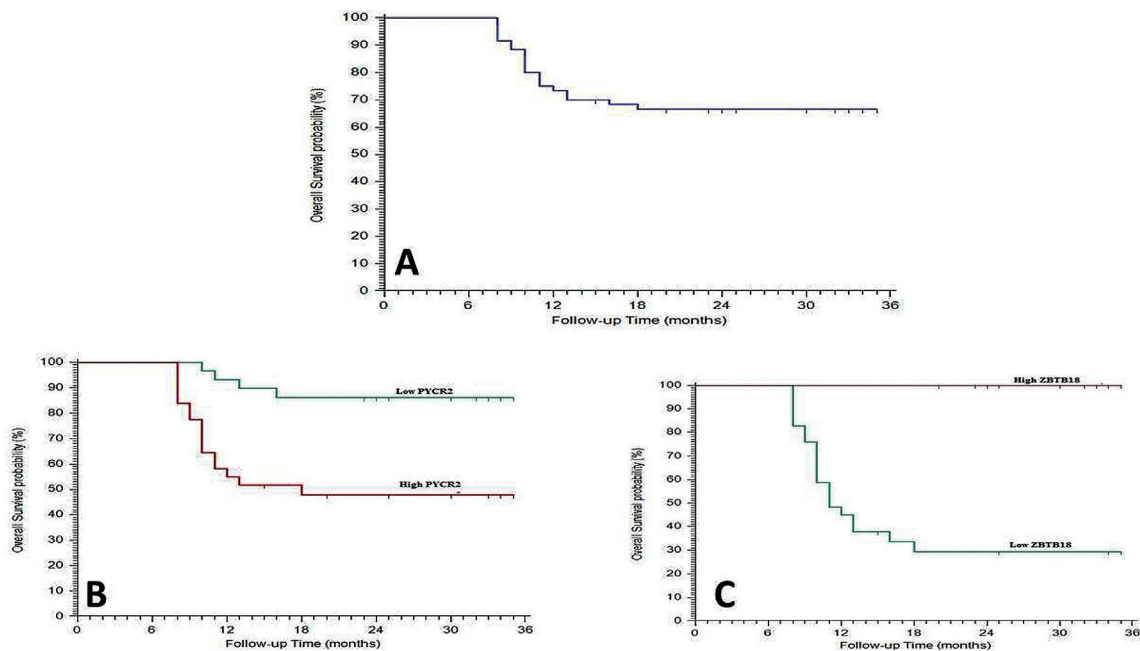 100
90
80
70
60
50
40
30
20
10
0
Overall Survival probability (%)
A
0 6 12 18 24 30 36
Follow-up Time (months)
100
90
80
70
60
50
40
30
20
10
0
Overall Survival probability (%)
Low PYCR2
High PYCR2
B
0 6 12 18 24 30 36
Follow-up Time (months)
100
90
80
70
60
50
40
30
20
10
0
Overall Survival probability (%)
High ZBTB18
Low ZBTB18
C
0 6 12 18 24 30 36
Follow-up Time (months)